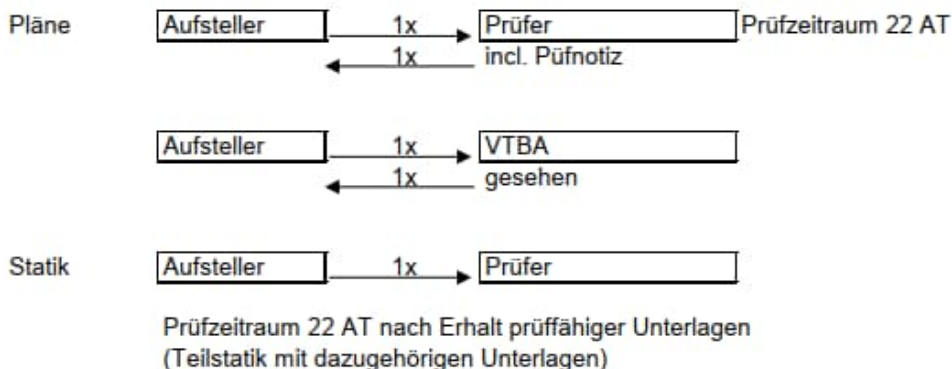 Pläne Aufsteller 1x Prüfer Prüfzeitraum 22 AT
1x incl. Püfnotiz
Aufsteller 1x VTBA
1x gesehen
Statik Aufsteller 1x Prüfer
Prüfzeitraum 22 AT nach Erhalt prüffähiger Unterlagen
(Teilstatik mit dazugehörigen Unterlagen)